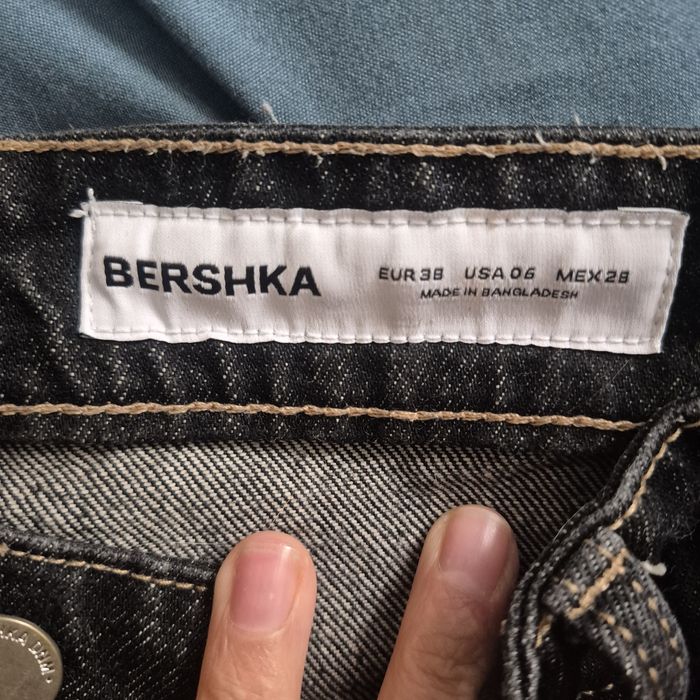 BERSHKA
EUR 38 USA 06 MEX 28
MADE IN BANGLADESH